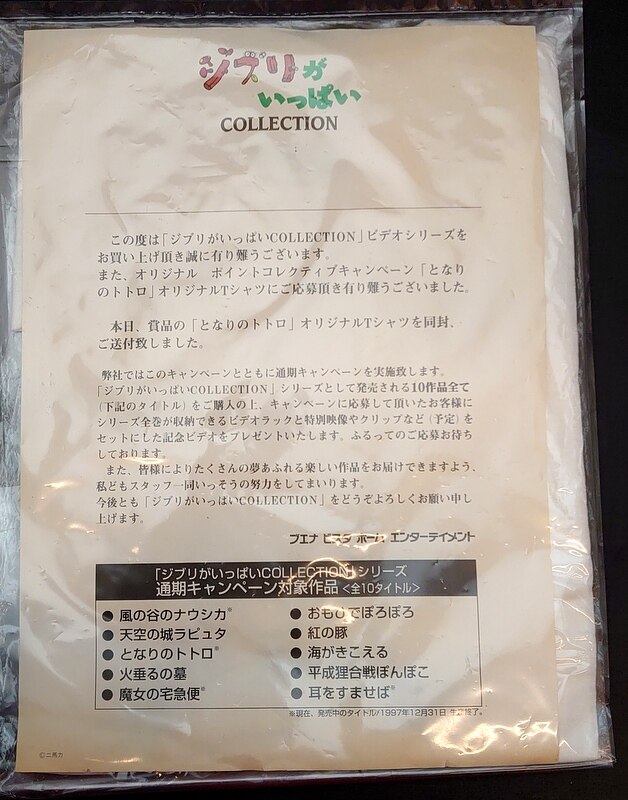 ジブリが
いっぱい
COLLECTION
この度は「ジブリがいっぱいCOLLECTION」ビデオシリーズを
お買い上げ頂き誠に有り難うございます。
また、オリジナル ポイントコレクティブキャンペーン「となり
のトトロ」オリジナルTシャツにご応募頂き有り難うございました。
本日、賞品の「となりのトトロ」オリジナルTシャツを同封、
ご送付致しました。
弊社ではこのキャンペーンとともに通期キャンペーンを実施致します。
「ジブリがいっぱいCOLLECTION」シリーズとして発売される10作品全て
(下記のタイトル)をご購入の上、キャンペーンに応募して頂いたお客様に
シリーズ全巻が収納できるビデオラックと特別映像やクリップなど(予定)を
セットにした記念ビデオをプレゼントいたします。ふるってのご応募お待ち
しております。
また、皆様によりたくさんの夢あふれる楽しい作品をお届けできますよう、
私どもスタッフ一同いっそうの努力をしてまいります。
今後とも「ジブリがいっぱいCOLLECTION」をどうぞよろしくお願い申し
上げます。
ブエナ ビスタ ホーム エンターテイメント
「ジブリがいっぱいCOLLECTION」シリーズ
通期キャンペーン対象作品<全10タイトル>
●風の谷のナウシカ※
●天空の城ラピュタ
●となりのトトロ※
●火垂るの墓
●魔女の宅急便※
●おもひでぽろぽろ
●紅の豚
●海がきこえる
●平成狸合戦ぽんぽこ
●耳をすませば※
※現在、発売中のタイトル/1997年12月31日 生産終了。
©二馬力